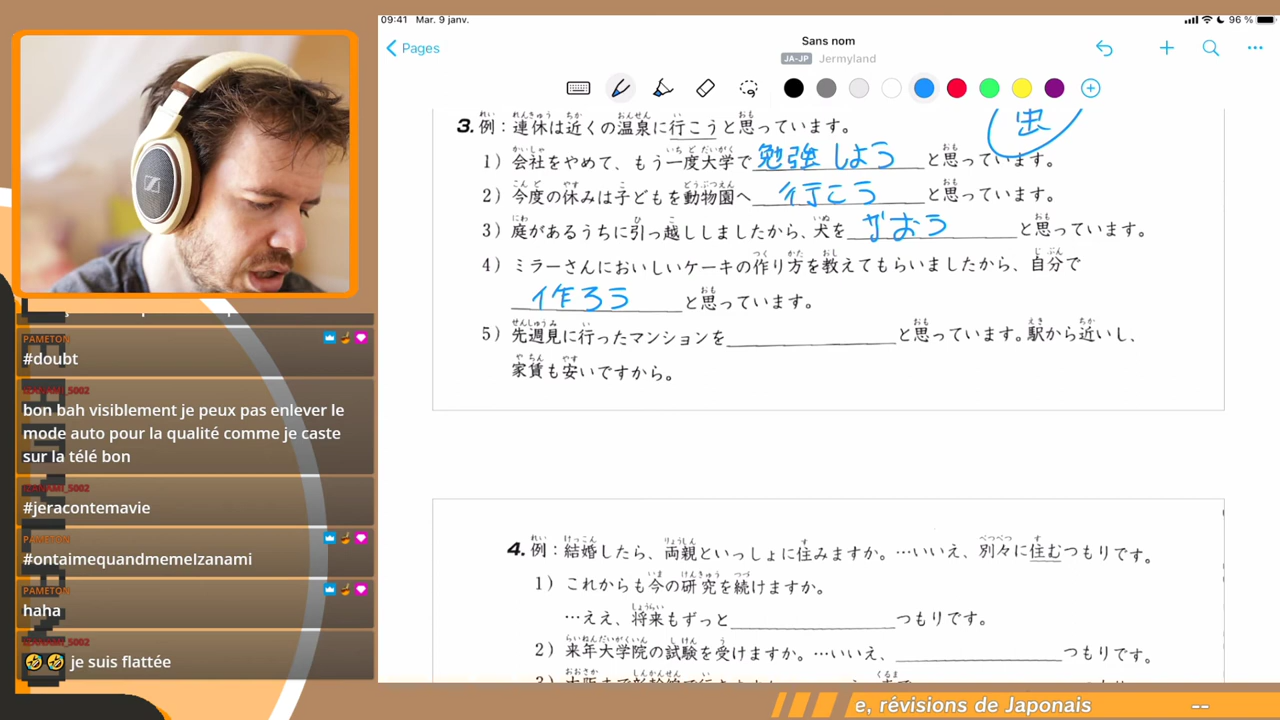 09:41 Mar. 9 janv.
96 %
Pages
Sans nom
JA-JP Jermyland
3. 例：連休は近くの温泉に行こうと思っています。
出
1）会社をやめて、もう一度大学で 勉強しよう と思っています。
2）今度の休みは子どもを動物園へ 行こう と思っています。
3）庭があるうちに引っ越ししましたから、犬を おう と思っています。
4）ミラーさんにおいしいケーキの作り方を教えてもらいましたから、自分で
作ろう と思っています。
5）先週見に行ったマンションを と思っています。駅から近いし、
家賃も安いですから。
4. 例：結婚したら、両親といっしょに住みますか。…いいえ、別々に住むつもりです。
1）これからも今の研究を続けますか。
…ええ、将来もずっと つもりです。
2）来年大学院の試験を受けますか。…いいえ、 つもりです。
PAMETON
#doubt
_5002
bon bah visiblement je peux pas enlever le
mode auto pour la qualité comme je caste
sur la télé bon
IZANAMI_5002
#jeracontemavie
PAMETON
#ontaimequandmemeIzanami
PAMETON
haha
_5002
🤣🤣 je suis flattée
e, révisions de Japonais
--